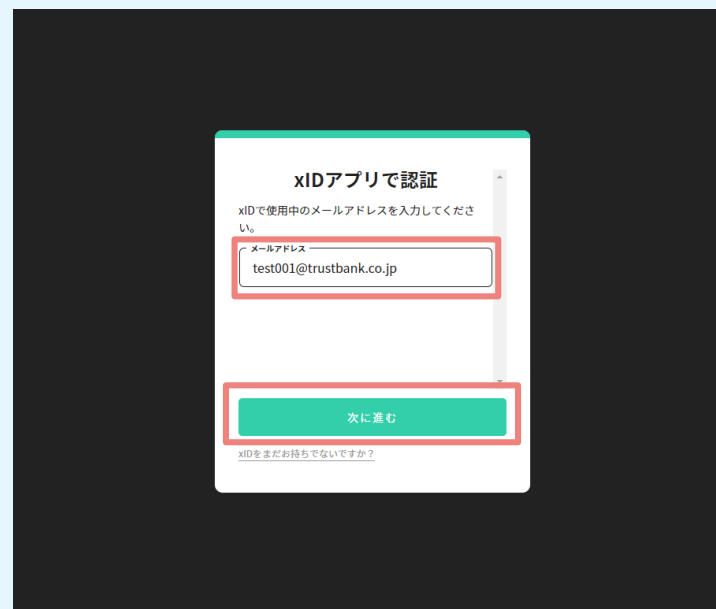 xIDアプリで認証
xIDで使用中のメールアドレスを入力してくださ
い。
メールアドレス
test001@trustbank.co.jp
次に進む
xIDをまだお持ちでないですか？